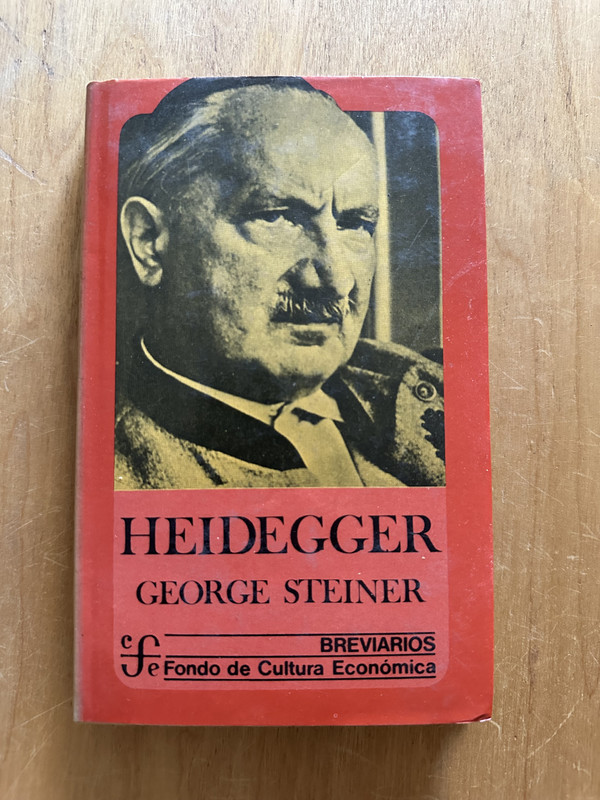 HEIDEGGER
GEORGE STEINER
cfe
BREVIARIOS
Fondo de Cultura Económica